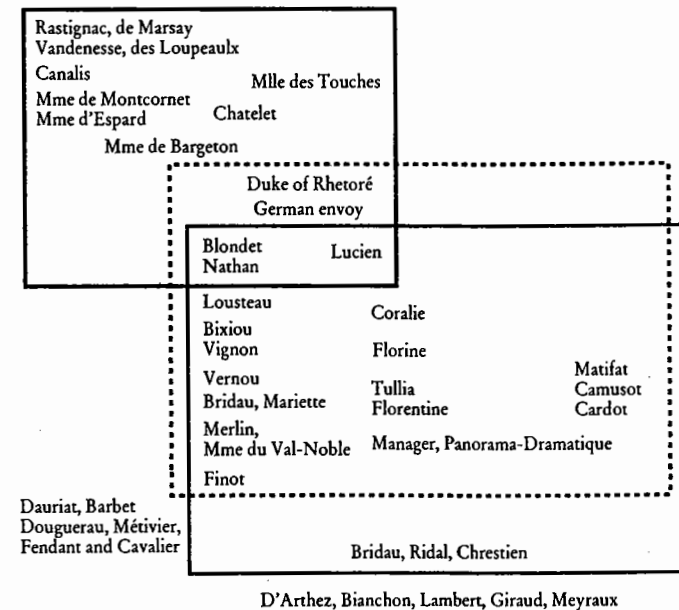 Rastignac, de Marsay
Vandenesse, des Loupeaulx
Canalis
Mlle des Touches
Mme de Montcornet
Mme d'Espard
Chatelet
Mme de Bargeton
Duke of Rhetoré
German envoy
Blondet
Nathan
Lucien
Lousteau
Coralie
Bixiou
Vignon
Florine
Vernou
Bridau, Mariette
Tullia
Florentine
Matifat
Camusot
Cardot
Merlin,
Mme du Val-Noble
Manager, Panorama-Dramatique
Finot
Dauriat, Barbet
Douguerau, Métivier,
Fendant and Cavalier
Bridau, Ridal, Chrestien
D'Arthez, Bianchon, Lambert, Giraud, Meyraux